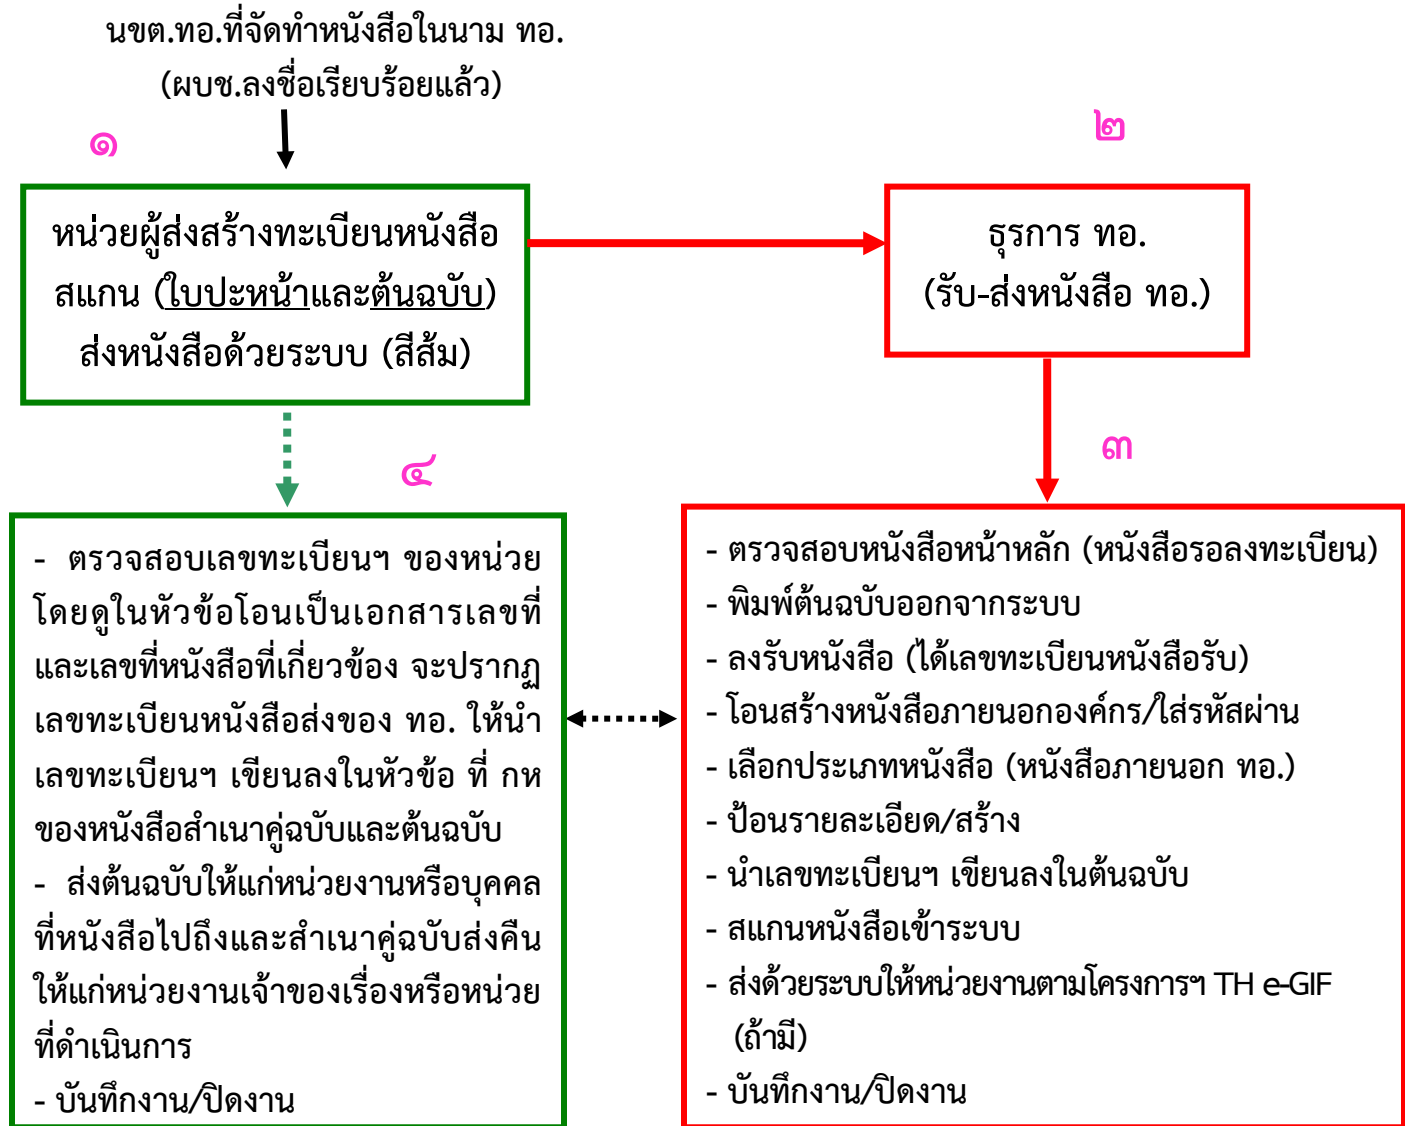 นขต.ทอ.ที่จัดทำหนังสือในนาม ทอ.
(ผบช.ลงชื่อเรียบร้อยแล้ว)
๑
หน่วยผู้ส่งสร้างทะเบียนหนังสือ
สแกน (ใบปะหน้าและต้นฉบับ)
ส่งหนังสือด้วยระบบ (สีส้ม)
๒
ธุรการ ทอ.
(รับ-ส่งหนังสือ ทอ.)
๓
- ตรวจสอบหนังสือหน้าหลัก (หนังสือรอลงทะเบียน)
- พิมพ์ต้นฉบับออกจากระบบ
- ลงรับหนังสือ (ได้เลขทะเบียนหนังสือรับ)
- โอนสร้างหนังสือภายนอกองค์กร/ใส่รหัสผ่าน
- เลือกประเภทหนังสือ (หนังสือภายนอก ทอ.)
- ป้อนรายละเอียด/สร้าง
- นำเลขทะเบียนฯ เขียนลงในต้นฉบับ
- สแกนหนังสือเข้าระบบ
- ส่งด้วยระบบให้หน่วยงานตามโครงการฯ TH e-GIF
(ถ้ามี)
- บันทึกงาน/ปิดงาน
๔
- ตรวจสอบเลขทะเบียนฯ ของหน่วย
โดยดูในหัวข้อโอนเป็นเอกสารเลขที่
และเลขที่หนังสือที่เกี่ยวข้อง จะปรากฏ
เลขทะเบียนหนังสือส่งของ ทอ. ให้นำ
เลขทะเบียนฯ เขียนลงในหัวข้อ ที่ กห
ของหนังสือสำเนาคู่ฉบับและต้นฉบับ
- ส่งต้นฉบับให้แก่หน่วยงานหรือบุคคล
ที่หนังสือไปถึงและสำเนาคู่ฉบับส่งคืน
ให้แก่หน่วยงานเจ้าของเรื่องหรือหน่วย
ที่ดำเนินการ
- บันทึกงาน/ปิดงาน